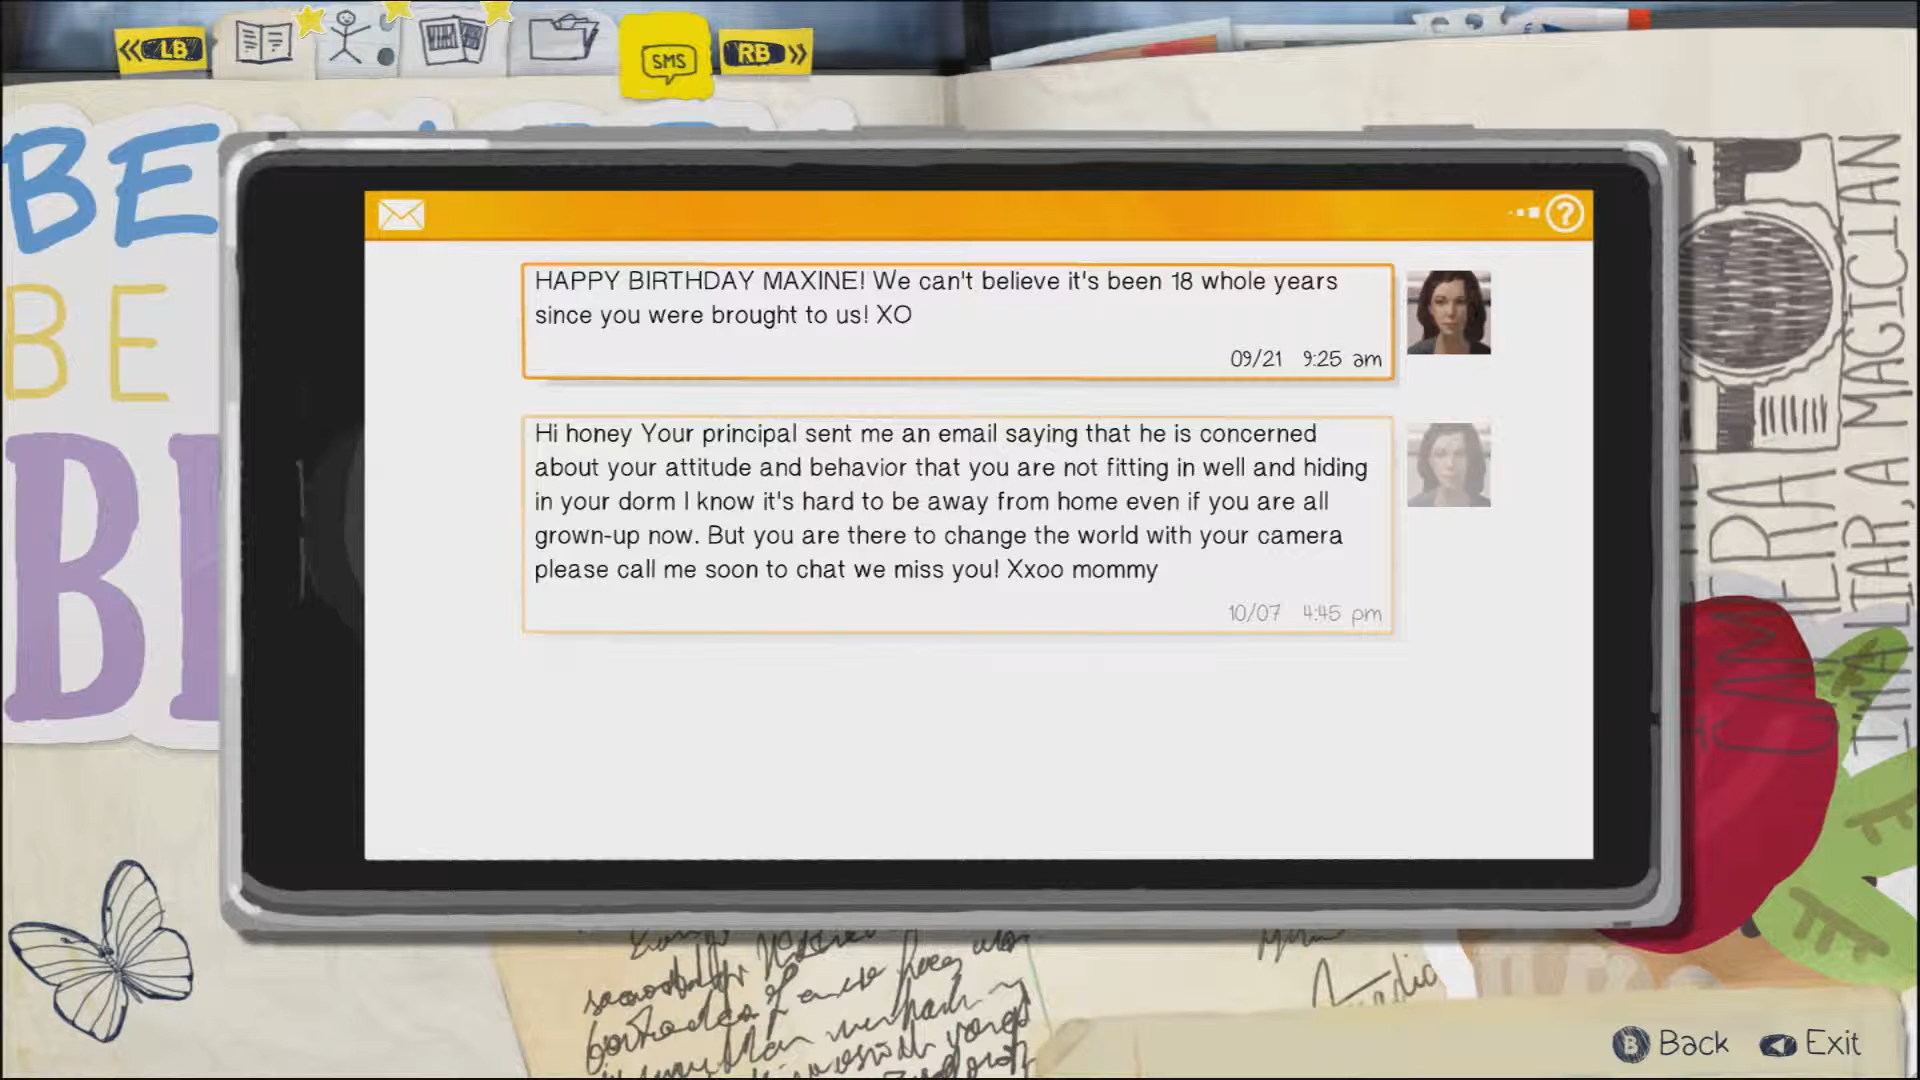 LB
SMS
RB
BE
BE
HAPPY BIRTHDAY MAXINE! We can't believe it's been 18 whole years
since you were brought to us! XO
09/21 9:25 am
Hi honey Your principal sent me an email saying that he is concerned
about your attitude and behavior that you are not fitting in well and hiding
in your dorm I know it's hard to be away from home even if you are all
grown-up now. But you are there to change the world with your camera
please call me soon to chat we miss you! Xxoo mommy
10/07 4:45 pm
CAMERA
A MAGICIAN
B Back
Exit